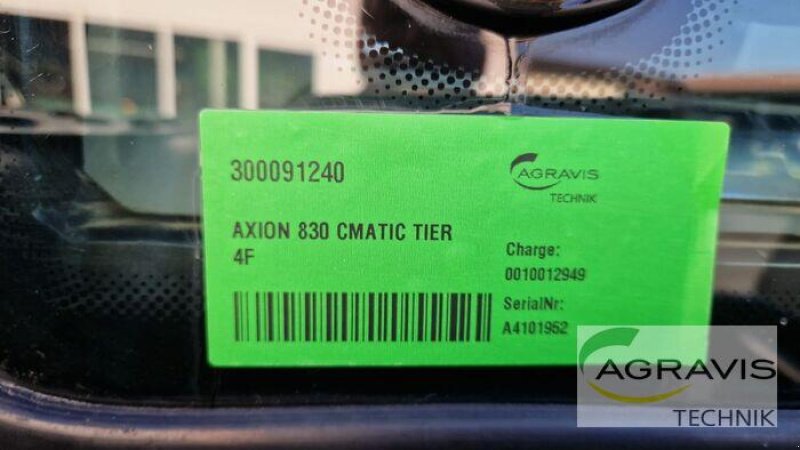 300091240
AGRAVIS
TECHNIK
AXION 830 CMATIC TIER
4F
Charge:
0010012949
SerialNr:
A4101952
AGRAVIS
TECHNIK